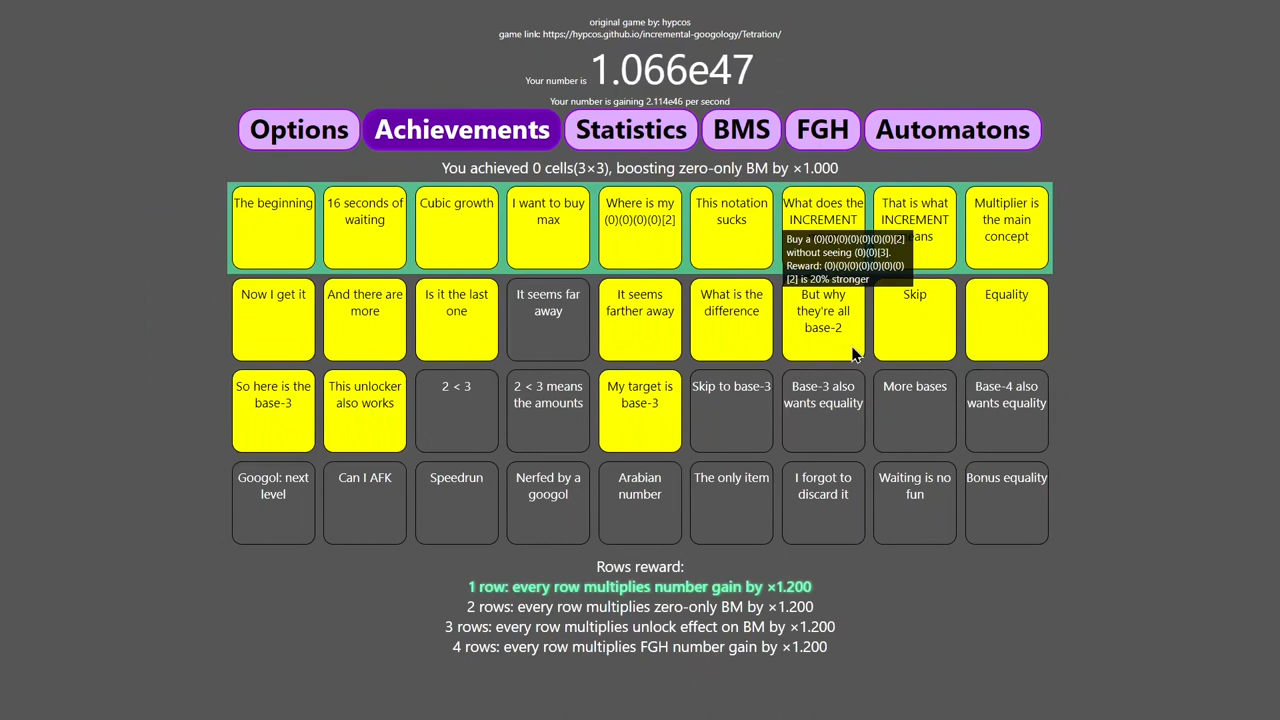 original game by: hypcos
game link: https://hypcos.github.io/incremental-googology/Tetration/
Your number is 1.066e47
Your number is gaining 2.114e46 per second
Options Achievements Statistics BMS FGH Automatons
You achieved 0 cells(3×3), boosting zero-only BM by ×1.000
The beginning
16 seconds of
waiting
Cubic growth
I want to buy
max
Where is my
(0)(0)(0)(0)[2]
This notation
sucks
What does the
INCREMENT
That is what
INCREMENT
eans
Multiplier is
the main
concept
Buy a (0)(0)(0)(0)(0)(0)(0)[2]
without seeing (0)(0)[3].
Reward: (0)(0)(0)(0)(0)(0)(0)
[2] is 20% stronger
Now I get it
And there are
more
Is it the last
one
It seems far
away
It seems
farther away
What is the
difference
But why
they're all
base-2
Skip
Equality
So here is the
base-3
This unlocker
also works
2 < 3
2 < 3 means
the amounts
My target is
base-3
Skip to base-3
Base-3 also
wants equality
More bases
Base-4 also
wants equality
Googol: next
level
Can I AFK
Speedrun
Nerfed by a
googol
Arabian
number
The only item
I forgot to
discard it
Waiting is no
fun
Bonus equality
Rows reward:
1 row: every row multiplies number gain by ×1.200
2 rows: every row multiplies zero-only BM by ×1.200
3 rows: every row multiplies unlock effect on BM by ×1.200
4 rows: every row multiplies FGH number gain by ×1.200